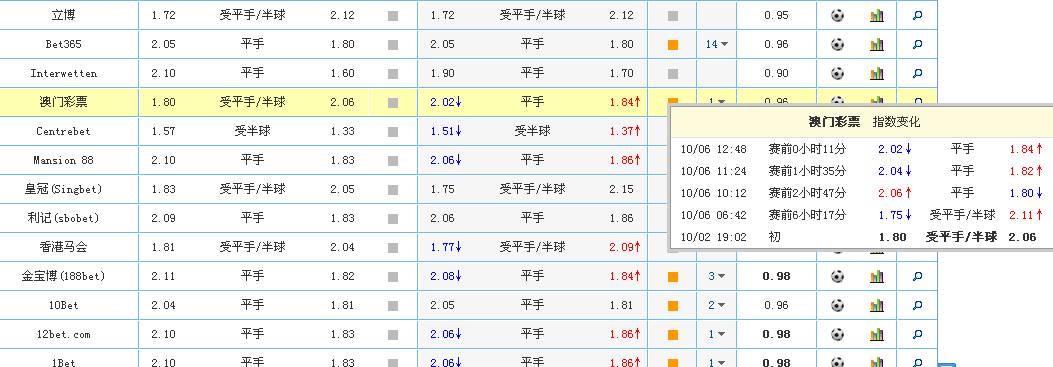 立博 1.72 受平手/半球 2.12 1.72 受平手/半球 2.12 0.95
Bet365 2.05 平手 1.80 2.05 平手 1.80 14 0.96
Interwetten 2.10 平手 1.60 1.90 平手 1.70 0.90
澳门彩票 1.80 受平手/半球 2.06 2.02↓ 平手 1.84↑ 1 0.96
Centrebet 1.57 受半球 1.33 1.51↓ 受半球 1.37↑
Mansion 88 2.10 平手 1.83 2.06↓ 平手 1.86↑
皇冠(Singbet) 1.83 受平手/半球 2.05 1.75 受平手/半球 2.15
利记(sbobet) 2.09 平手 1.83 2.06 平手 1.86
香港马会 1.81 受平手/半球 2.04 1.77↓ 受平手/半球 2.09↑
金宝博(188bet) 2.11 平手 1.82 2.08↓ 平手 1.84↑ 3 0.98
10Bet 2.04 平手 1.81 2.05 平手 1.81 2 0.96
12bet.com 2.10 平手 1.83 2.06↓ 平手 1.86↑ 1 0.98
1Bet 2.10 平手 1.83 2.06↓ 平手 1.86↑ 1 0.98
澳门彩票 指数变化
10/06 12:48 赛前0小时11分 2.02↓ 平手 1.84↑
10/06 11:24 赛前1小时35分 2.04↓ 平手 1.82↑
10/06 10:12 赛前2小时47分 2.06↑ 平手 1.80↓
10/06 06:42 赛前6小时17分 1.75↓ 受平手/半球 2.11↑
10/02 19:02 初 1.80 受平手/半球 2.06